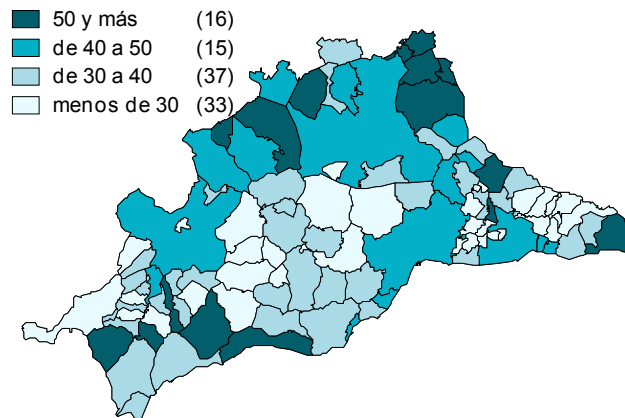 50 y más (16)
de 40 a 50 (15)
de 30 a 40 (37)
menos de 30 (33)